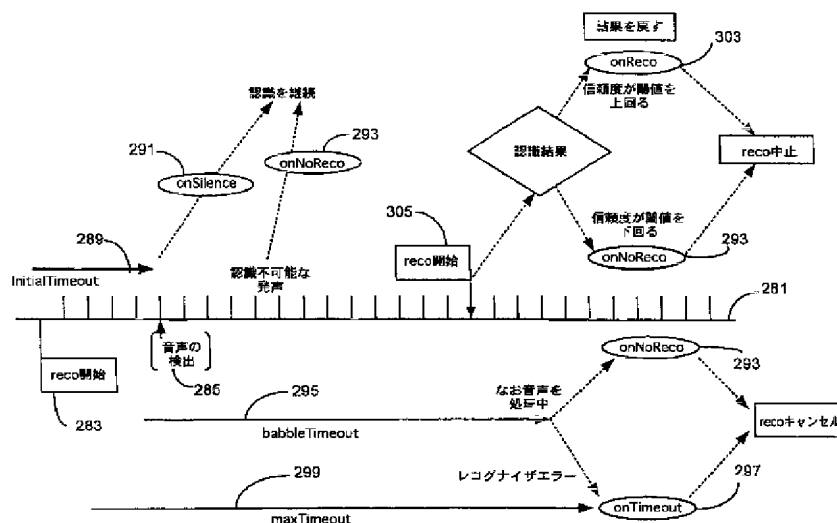 結果を戻す
303
onReco
信頼度が閾値を
上回る
認識を継続
293
291
onNoReco
onSilence
認識結果
reco中止
305
信頼度が閾値を
下回る
293
onNoReco
289
InitialTimeout
認識不可能な
発声
reco開始
281
音声の
検出
285
reco開始
283
onNoReco
293
295
なお音声を
処理中
babbleTimeout
recoキャンセル
299
レコグナイザエラー
297
onTimeout
maxTimeout